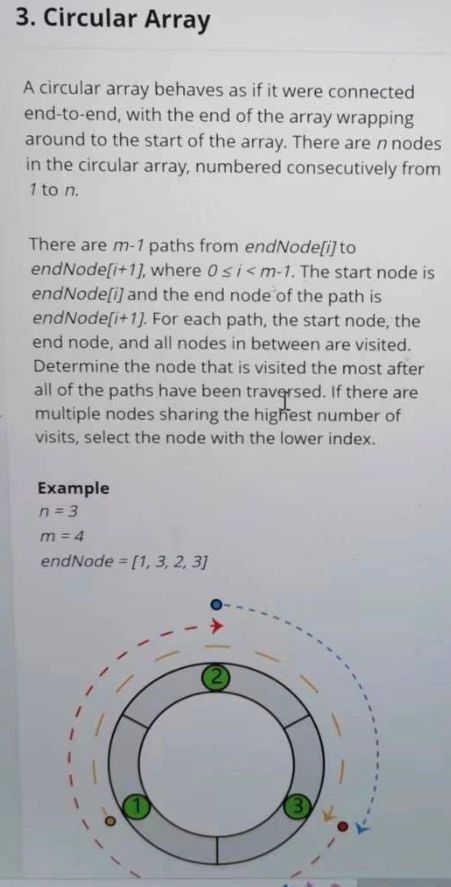 3. Circular Array
A circular array behaves as if it were connected
end-to-end, with the end of the array wrapping
around to the start of the array. There are n nodes
in the circular array, numbered consecutively from
1 to n.
There are m-1 paths from endNode[i] to
endNode[i+1], where 0 ≤ i < m-1. The start node is
endNode[i] and the end node of the path is
endNode[i+1]. For each path, the start node, the
end node, and all nodes in between are visited.
Determine the node that is visited the most after
all of the paths have been traversed. If there are
multiple nodes sharing the highest number of
visits, select the node with the lower index.
Example
n = 3
m = 4
endNode = [1, 3, 2, 3]
2
1
3